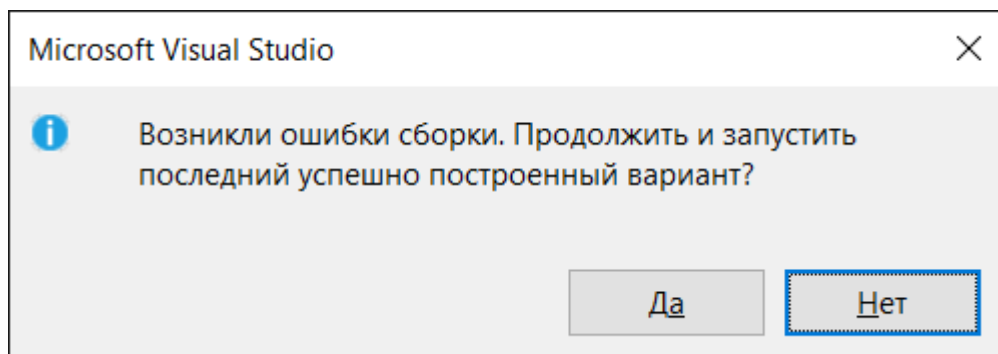 Microsoft Visual Studio
Возникли ошибки сборки. Продолжить и запустить
последний успешно построенный вариант?
Да
Нет